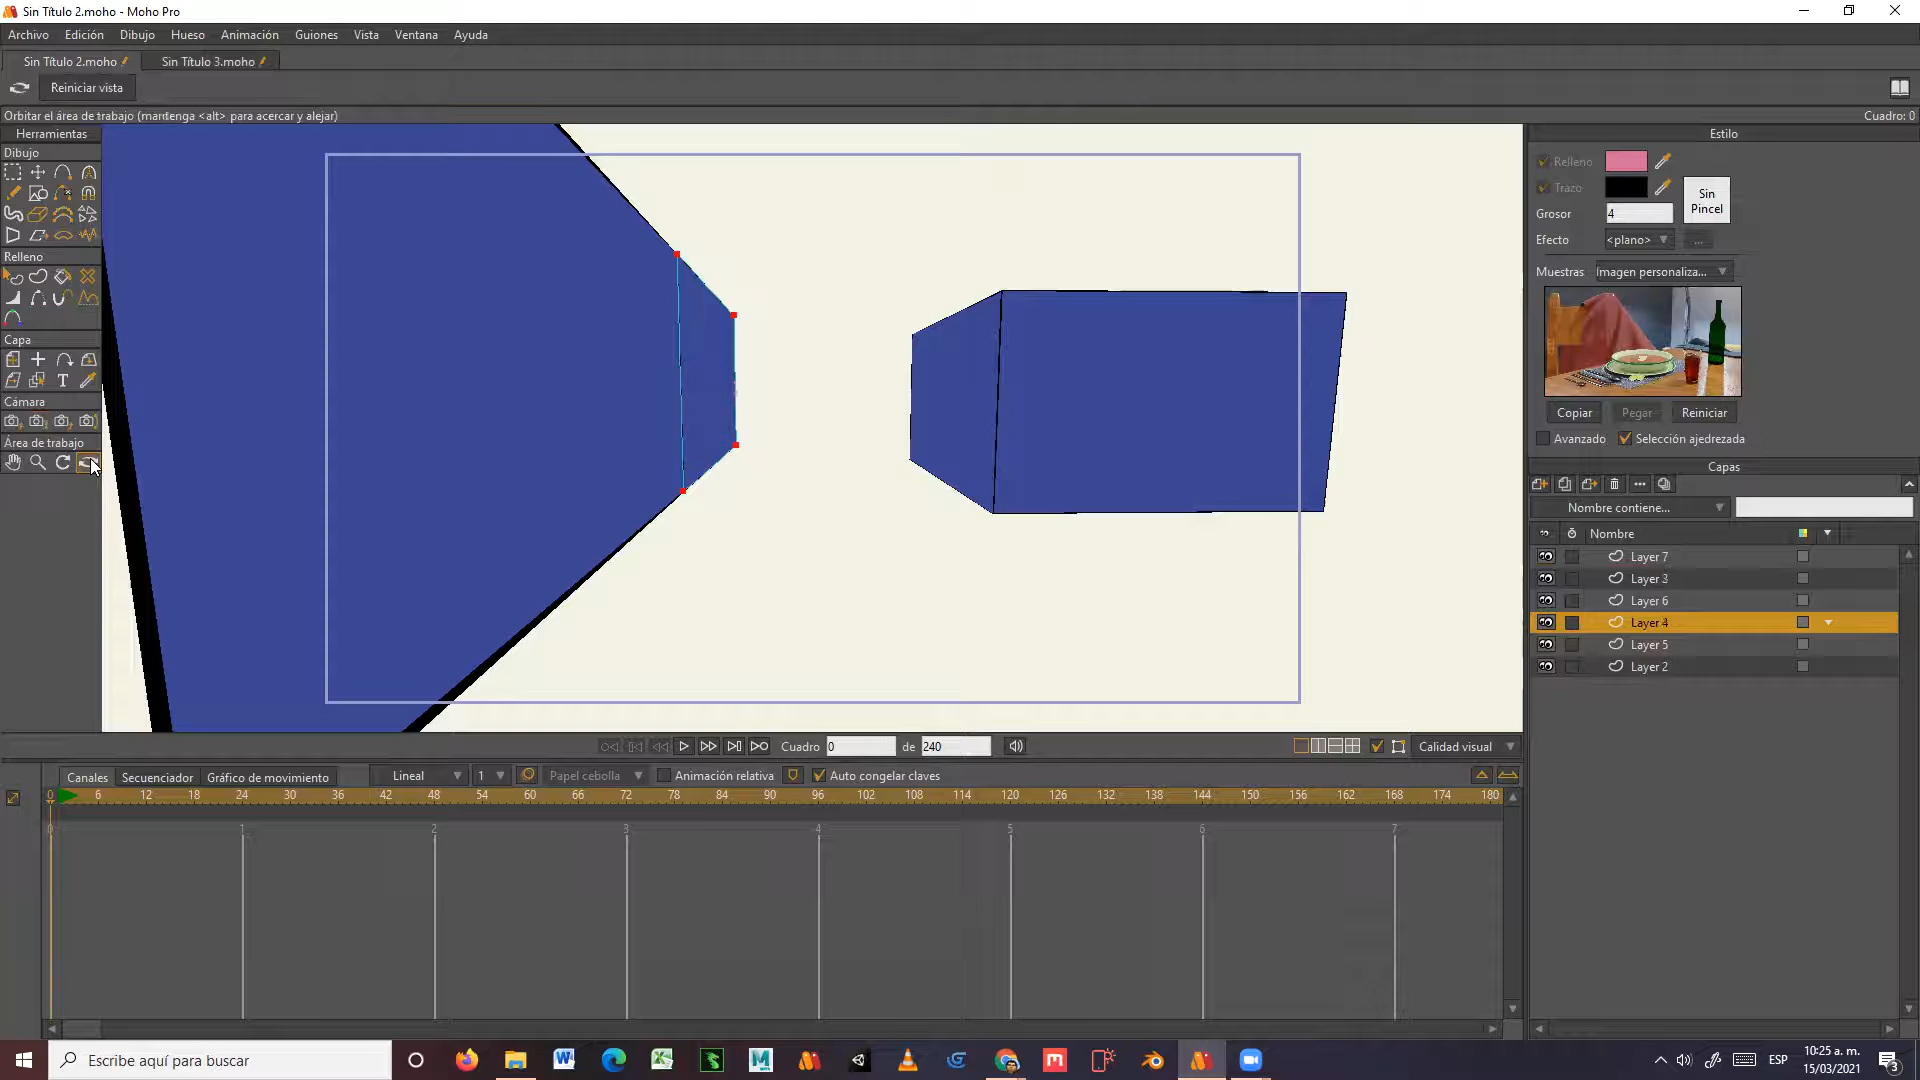 Sin Título 2.moho - Moho Pro
Archivo Edición Dibujo Hueso Animación Guiones Vista Ventana Ayuda
Sin Título 2.moho Sin Título 3.moho
Reiniciar vista
Orbitar el área de trabajo (mantenga <alt> para acercar y alejar) Cuadro: 0
Herramientas
Dibujo
Relleno
Capa
T
Cámara
Área de trabajo
Estilo
Relleno
Trazo
Sin
Pincel
Grosor 4
Efecto <plano> ...
Muestras Imagen personaliza...
Copiar Pegar Reiniciar
Avanzado Selección ajedrezada
Capas
Nombre contiene...
Nombre
Layer 7
Layer 3
Layer 6
Layer 4
Layer 5
Layer 2
Cuadro 0 de 240 Calidad visual
Canales Secuenciador Gráfico de movimiento Lineal 1 Papel cebolla Animación relativa Auto congelar claves
0 6 12 18 24 30 36 42 48 54 60 66 72 78 84 90 96 102 108 114 120 126 132 138 144 150 156 162 168 174 180
0 1 2 3 4 5 6 7
Escribe aquí para buscar
ESP
10:25 a. m.
15/03/2021
3